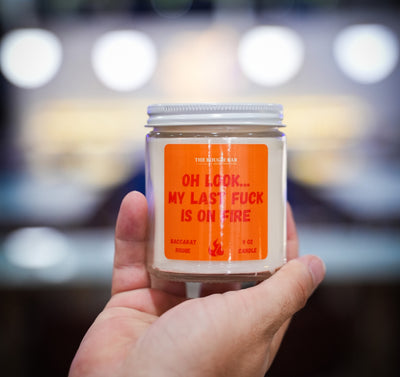 THE ROUGE BAR
OH LOOK...
MY LAST FUCK
IS ON FIRE
BACCARAT 9 OZ
ROUGE CANDLE